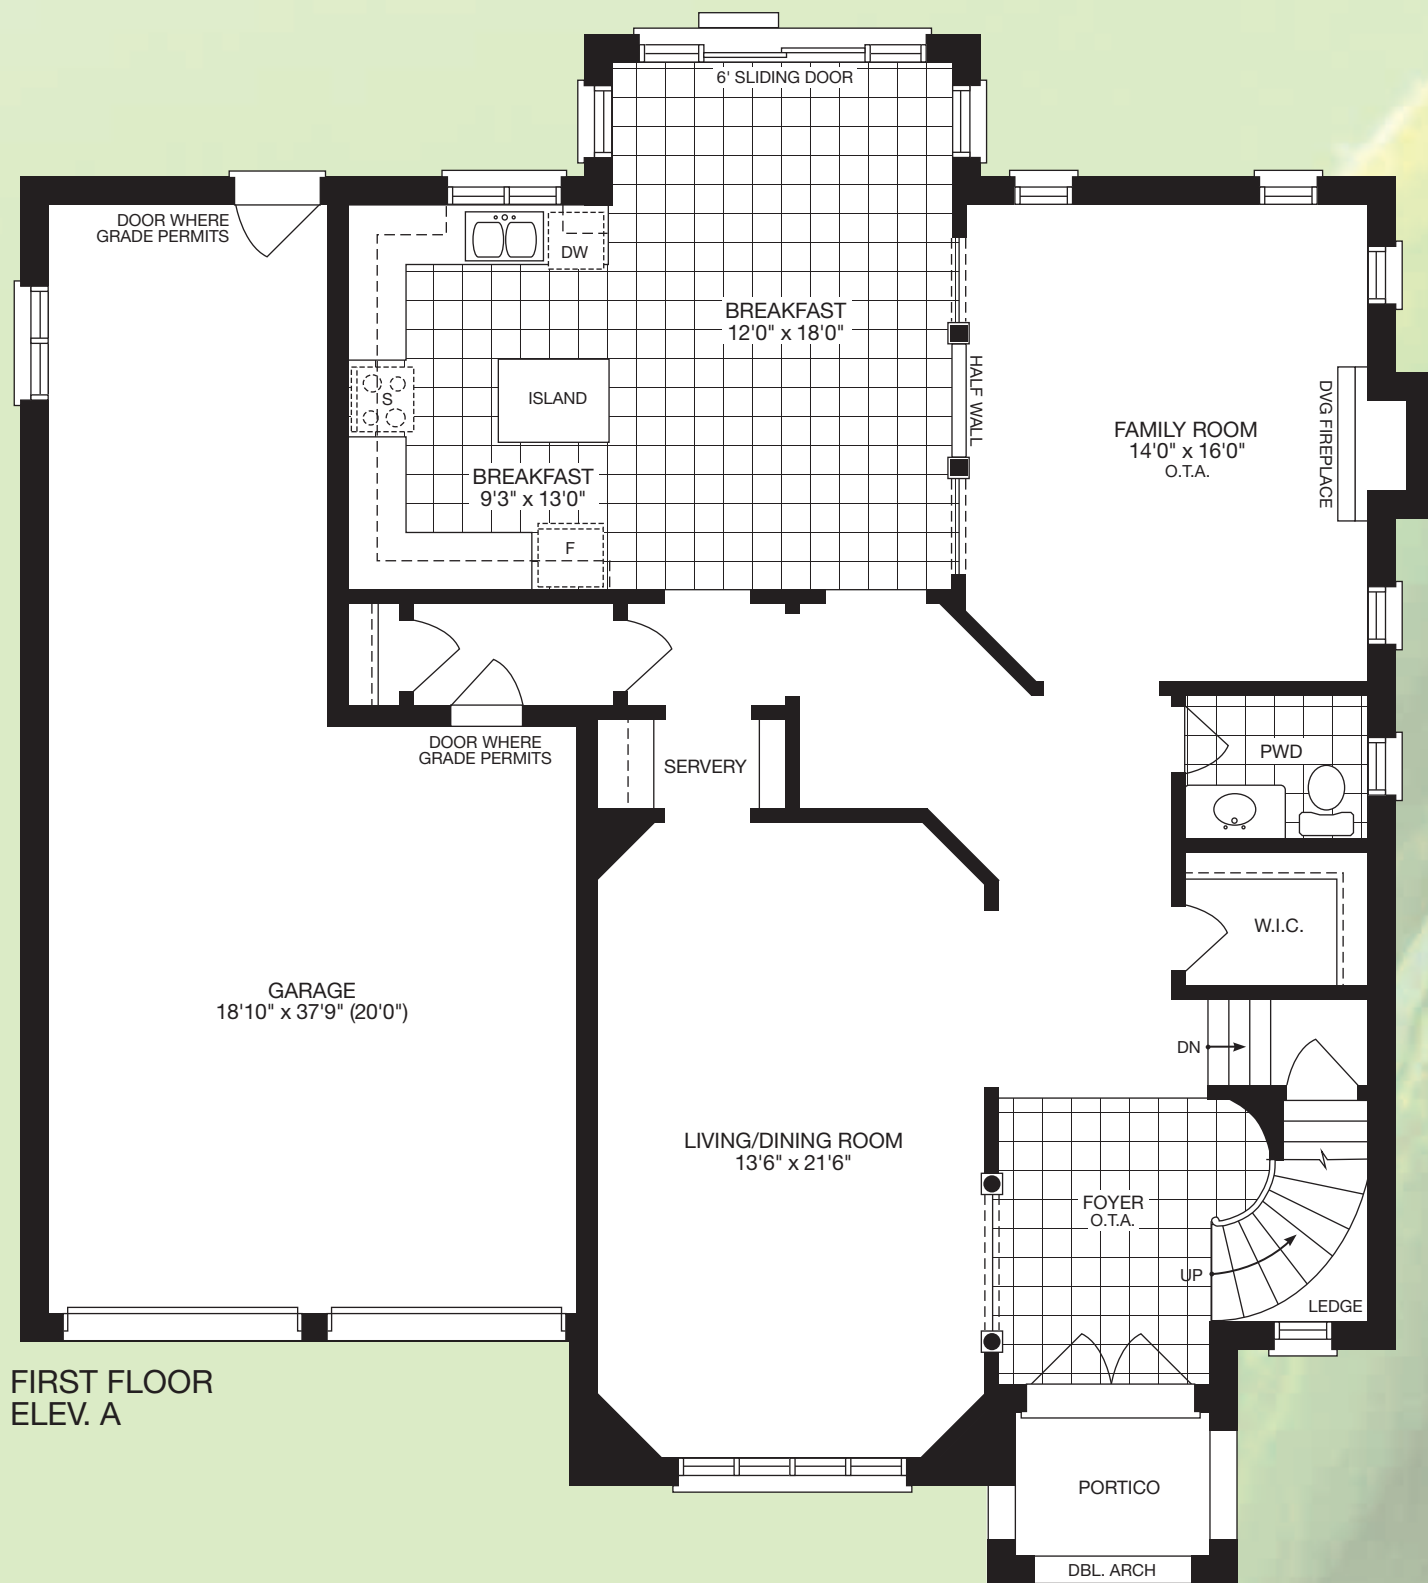 6' SLIDING DOOR
DOOR WHERE
GRADE PERMITS
DW
BREAKFAST
12'0" x 18'0"
HALF WALL
S
ISLAND
DVG FIREPLACE
FAMILY ROOM
14'0" x 16'0"
O.T.A.
BREAKFAST
9'3" x 13'0"
F
DOOR WHERE
GRADE PERMITS
SERVERY
PWD
W.I.C.
GARAGE
18'10" x 37'9" (20'0")
DN
LIVING/DINING ROOM
13'6" x 21'6"
FOYER
O.T.A.
UP
LEDGE
FIRST FLOOR
ELEV. A
PORTICO
DBL. ARCH